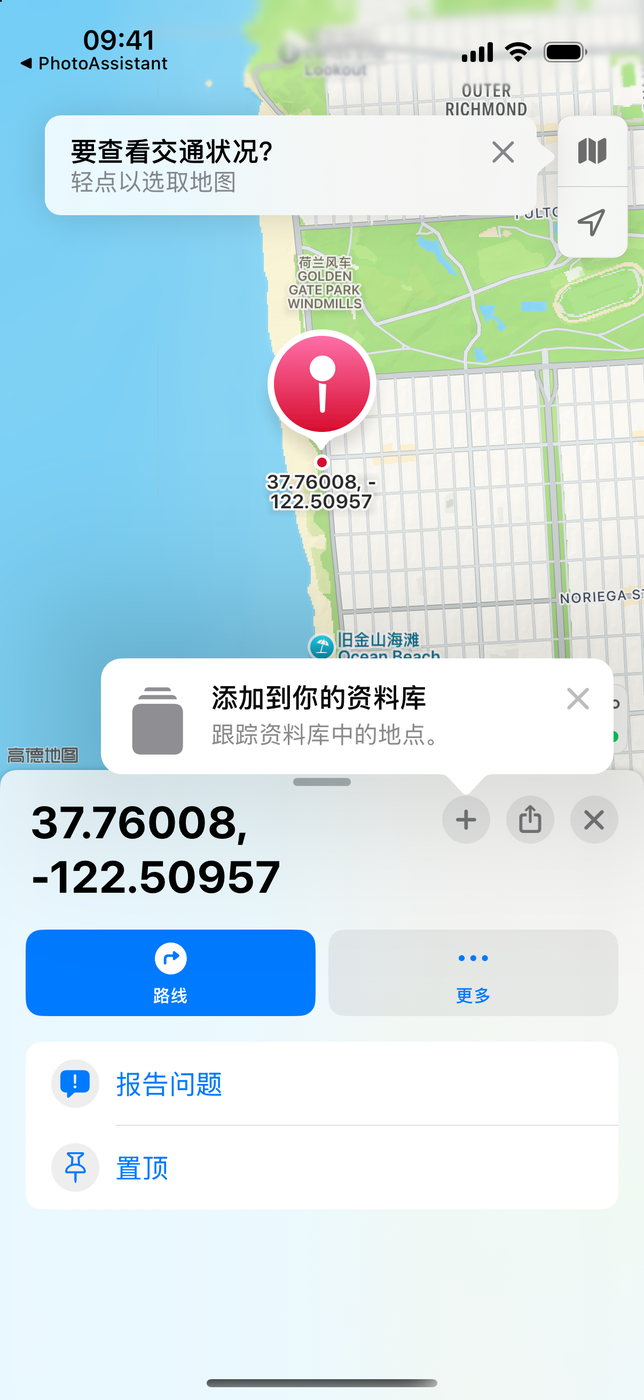 09:41
◀ PhotoAssistant
Lookout
OUTER
RICHMOND
要查看交通状况?
轻点以选取地图
荷兰风车
GOLDEN
GATE PARK
WINDMILLS
37.76008, -
122.50957
NORIEGA S
旧金山海滩
Ocean Beach
添加到你的资料库
跟踪资料库中的地点。
高德地图
37.76008,
-122.50957
路线
更多
报告问题
置顶